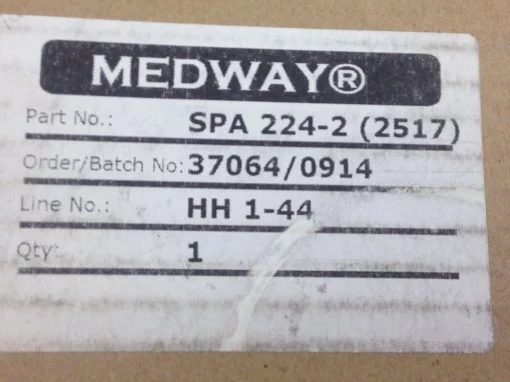 MEDWAY®
Part No.: SPA 224-2 (2517)
Order/Batch No: 37064/0914
Line No.: HH 1-44
Qty: 1